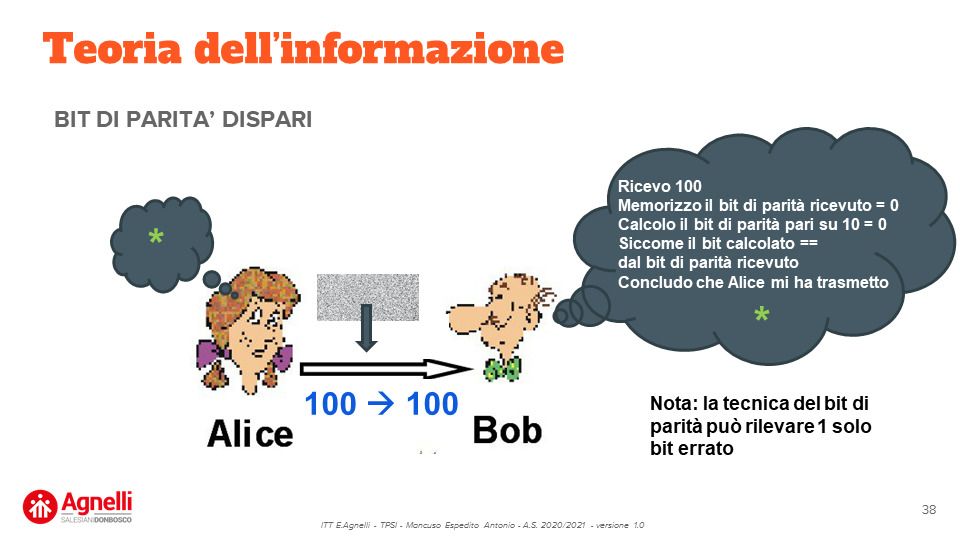 Teoria dell'informazione
BIT DI PARITA' DISPARI
*
Ricevo 100
Memorizzo il bit di parità ricevuto = 0
Calcolo il bit di parità pari su 10 = 0
Siccome il bit calcolato ==
dal bit di parità ricevuto
Concludo che Alice mi ha trasmetto
*
100 → 100
Alice
Bob
Nota: la tecnica del bit di
parità può rilevare 1 solo
bit errato
Agnelli
SALESIANIDONBOSCO
ITT E.Agnelli - TPSI - Mancuso Espedito Antonio - A.S. 2020/2021 - versione 1.0
38